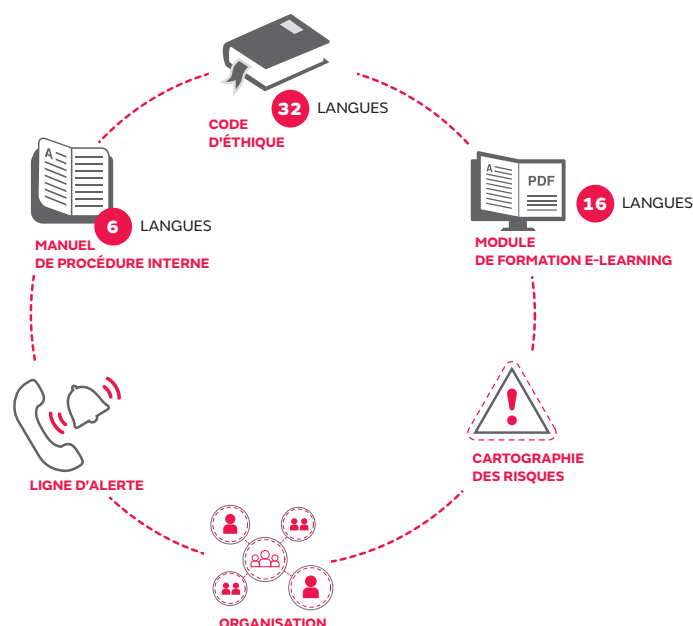 32 LANGUES
CODE
D'ÉTHIQUE
A
PDF
16 LANGUES
MODULE
DE FORMATION E-LEARNING
A
6 LANGUES
MANUEL
DE PROCÉDURE INTERNE
!
CARTOGRAPHIE
DES RISQUES
LIGNE D'ALERTE
ORGANISATION